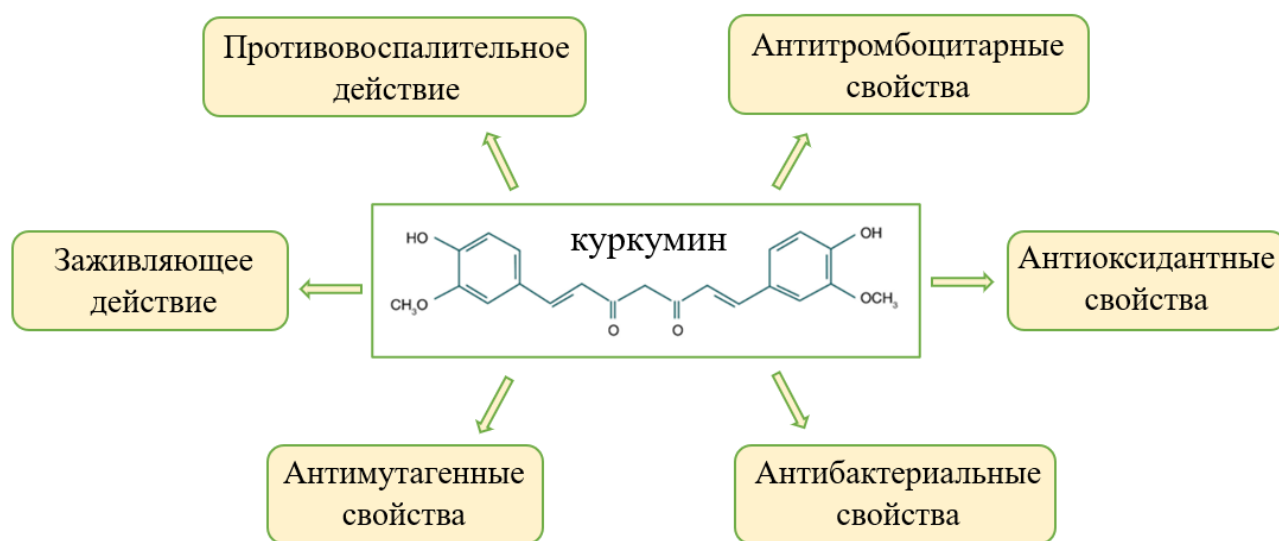 Противовоспалительное
действие
Антитромбоцитарные
свойства
Заживляющее
действие
куркумин
HO
OH
CH₃O
OCH₃
O
O
Антиоксидантные
свойства
Антимутагенные
свойства
Антибактериальные
свойства